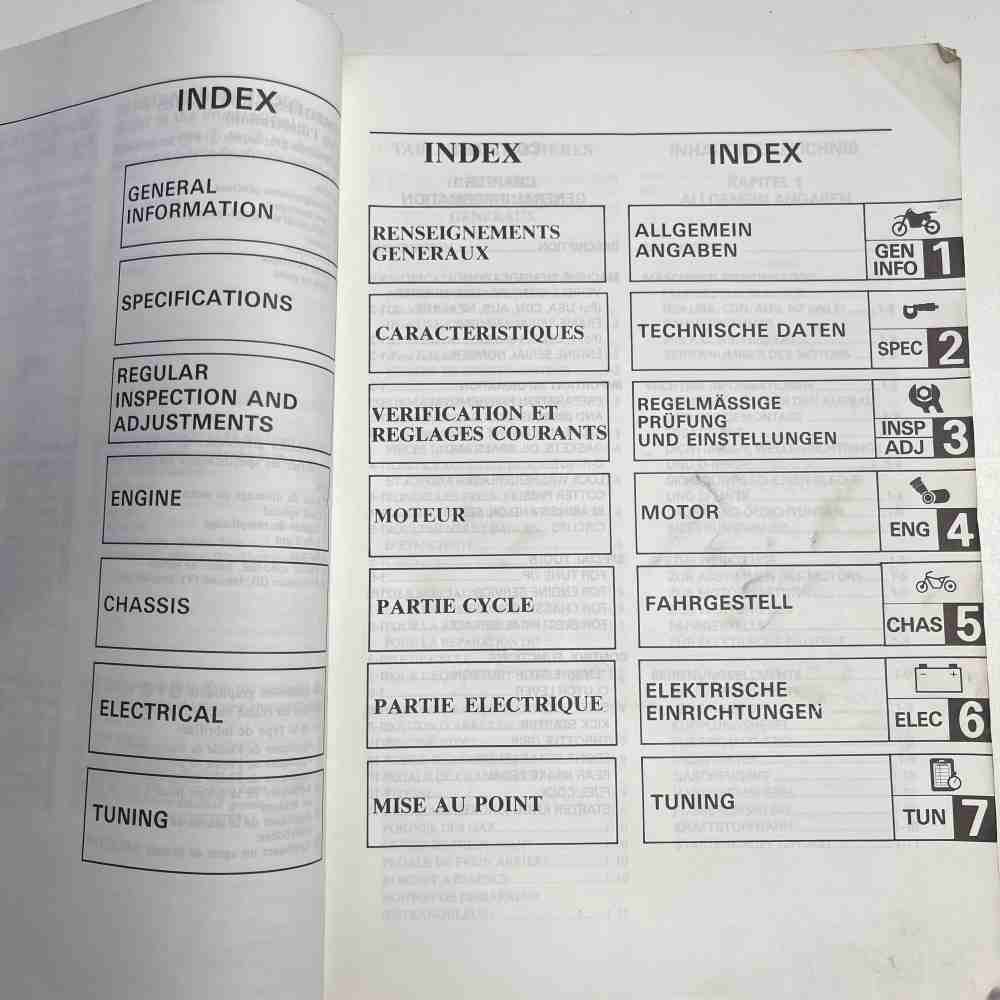 INDEX
GENERAL
INFORMATION
SPECIFICATIONS
REGULAR
INSPECTION AND
ADJUSTMENTS
ENGINE
CHASSIS
ELECTRICAL
TUNING
INDEX
RENSEIGNEMENTS
GENERAUX
CARACTERISTIQUES
VERIFICATION ET
REGLAGES COURANTS
MOTEUR
PARTIE CYCLE
PARTIE ELECTRIQUE
MISE AU POINT
INDEX
ALLGEMEIN
ANGABEN
TECHNISCHE DATEN
REGELMÄSSIGE
PRÜFUNG
UND EINSTELLUNGEN
MOTOR
FAHRGESTELL
ELEKTRISCHE
EINRICHTUNGEN
TUNING
GEN
INFO 1
SPEC 2
INSP
ADJ 3
ENG 4
CHAS 5
– +
ELEC 6
TUN 7